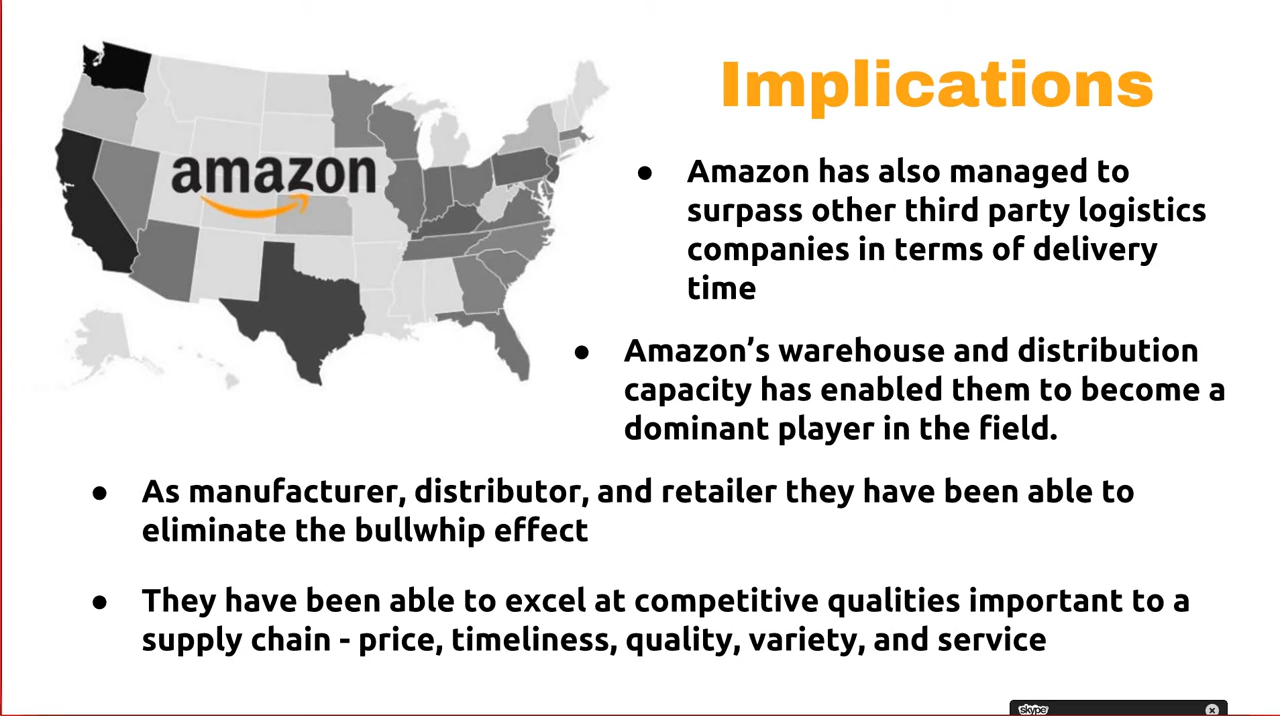 Implications
amazon
● Amazon has also managed to
surpass other third party logistics
companies in terms of delivery
time
● Amazon’s warehouse and distribution
capacity has enabled them to become a
dominant player in the field.
● As manufacturer, distributor, and retailer they have been able to
eliminate the bullwhip effect
● They have been able to excel at competitive qualities important to a
supply chain - price, timeliness, quality, variety, and service
skype